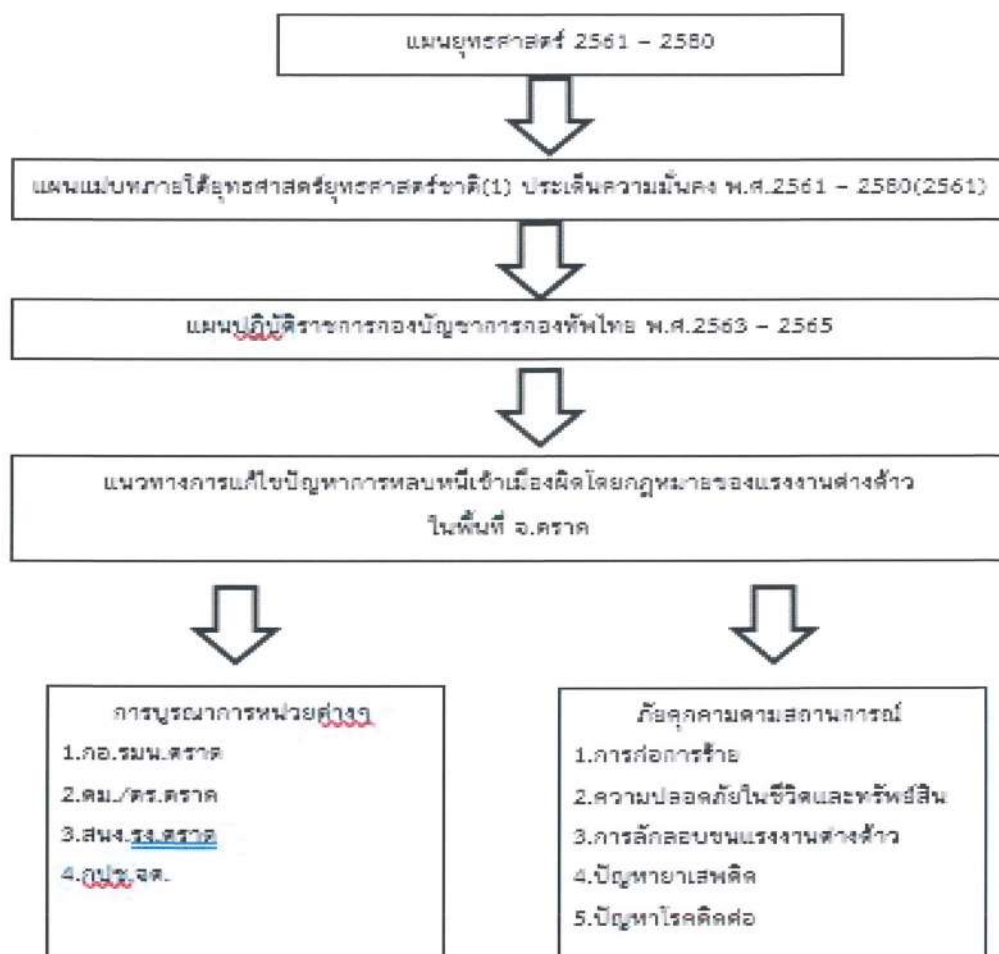 แผนยุทธศาสตร์ 2561 – 2580
แผนแม่บทภายใต้ยุทธศาสตร์ยุทธศาสตร์ชาติ(1) ประเด็นความมั่นคง พ.ศ.2561 – 2580(2561)
แผนปฏิบัติราชการกองบัญชาการกองทัพไทย พ.ศ.2563 – 2565
แนวทางการแก้ไขปัญหาการหลบหนีเข้าเมืองผิดโดยกฎหมายของแรงงานต่างด้าว
ในพื้นที่ จ.ตราด
การบูรณาการหน่วยต่างๆ
1.กอ.รมน.ตราด
2.ตม./ตร.ตราด
3.สนง.รง.ตราด
4.กปช.จต.
ภัยคุกคามตามสถานการณ์
1.การก่อการร้าย
2.ความปลอดภัยในชีวิตและทรัพย์สิน
3.การลักลอบขนแรงงานต่างด้าว
4.ปัญหายาเสพติด
5.ปัญหาโรคติดต่อ